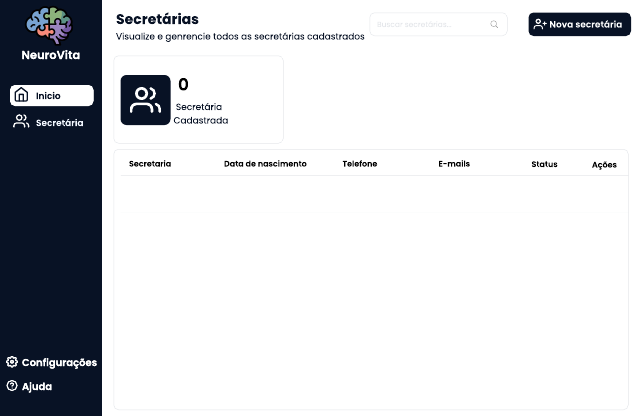 NeuroVita
Início
Secretária
Configurações
Ajuda
Secretárias
Visualize e genrencie todos as secretárias cadastrados
Buscar secretários...
Nova secretária
0
Secretária
Cadastrada
Secretaria Data de nascimento Telefone E-mails Status Ações